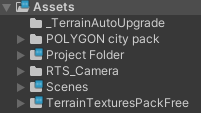 Assets
_TerrainAutoUpgrade
POLYGON city pack
Project Folder
RTS_Camera
Scenes
TerrainTexturesPackFree